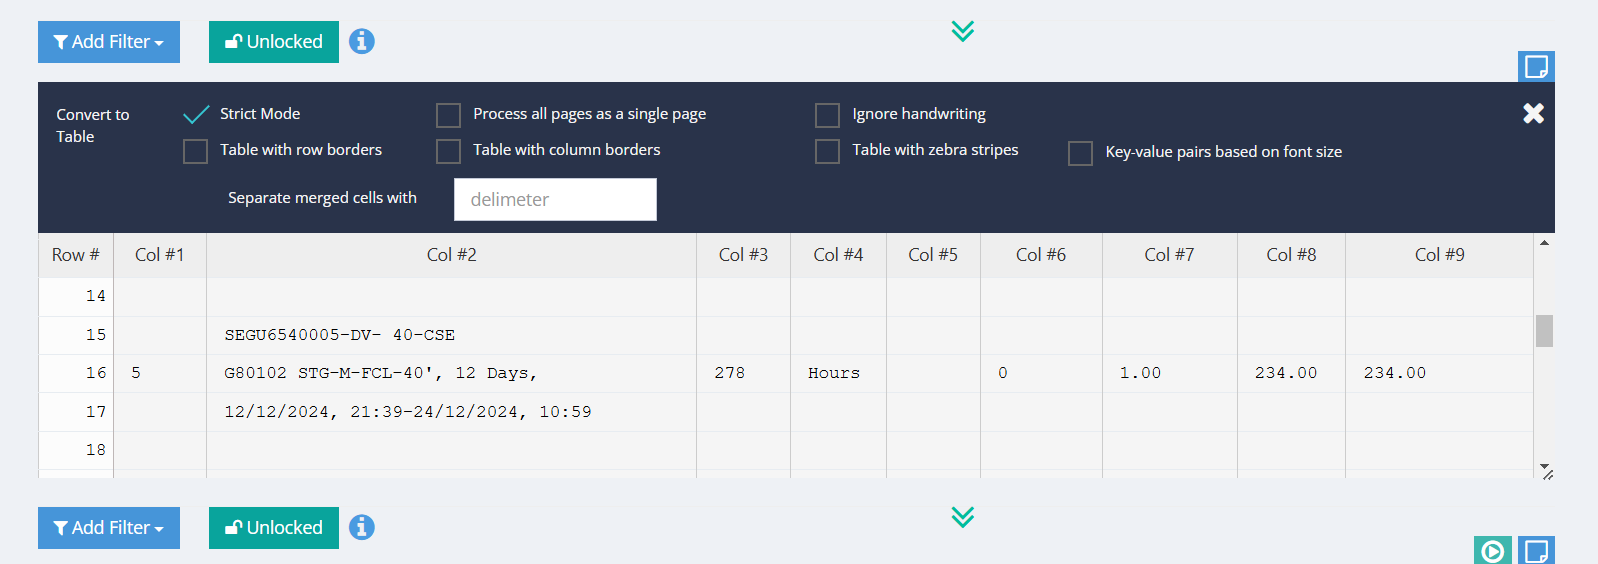 Add Filter
Unlocked
Convert to Table
Strict Mode
Process all pages as a single page
Ignore handwriting
Table with row borders
Table with column borders
Table with zebra stripes
Key-value pairs based on font size
Separate merged cells with
delimeter
Row # Col #1 Col #2 Col #3 Col #4 Col #5 Col #6 Col #7 Col #8 Col #9
14
15 SEGU6540005-DV- 40-CSE
16 5 G80102 STG-M-FCL-40', 12 Days, 278 Hours 0 1.00 234.00 234.00
17 12/12/2024, 21:39-24/12/2024, 10:59
18
Add Filter
Unlocked